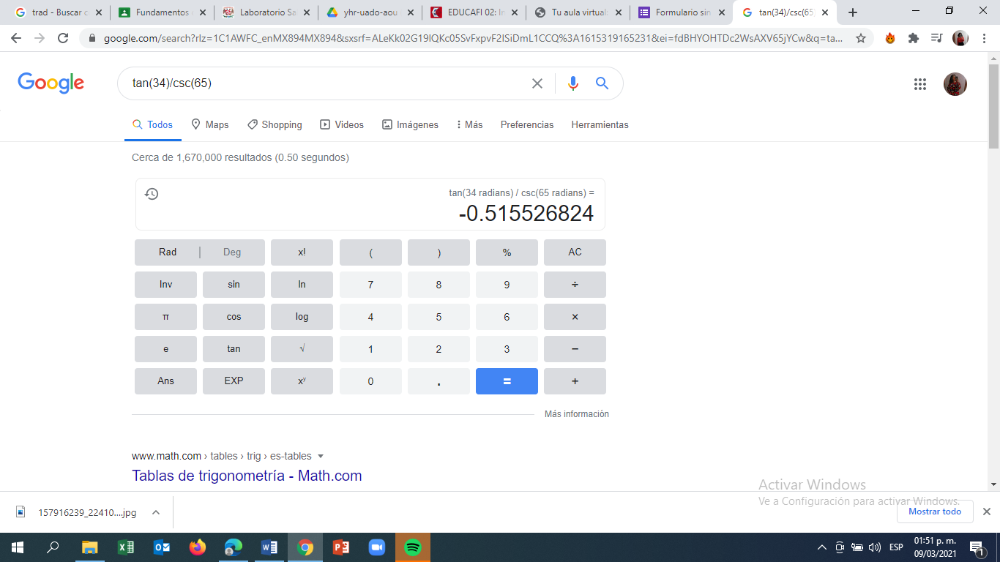 trad - Buscar c
Fundamentos
Laboratorio Sa
yhr-uado-aou
EDUCAFI 02: In
Tu aula virtual
Formulario sin
tan(34)/csc(65
google.com/search?rlz=1C1AWFC_enMX894MX894&sxsrf=ALeKk02G19IQKc05SvFxpvF2ISiDmL1CCQ%3A1615319165231&ei=fdBHYOHTDc2WsAXV65jYCw&q=ta...
Google
tan(34)/csc(65)
Todos
Maps
Shopping
Videos
Imágenes
Más
Preferencias
Herramientas
Cerca de 1,670,000 resultados (0.50 segundos)
tan(34 radians) / csc(65 radians) =
-0.515526824
Rad | Deg x! ( ) % AC
Inv sin ln 7 8 9 ÷
π cos log 4 5 6 ×
e tan √ 1 2 3 −
Ans EXP xʸ 0 . = +
Más información
www.math.com › tables › trig › es-tables
Tablas de trigonometría - Math.com
Activar Windows
Ve a Configuración para activar Windows.
157916239_22410....jpg
Mostrar todo
ESP
01:51 p. m.
09/03/2021
1